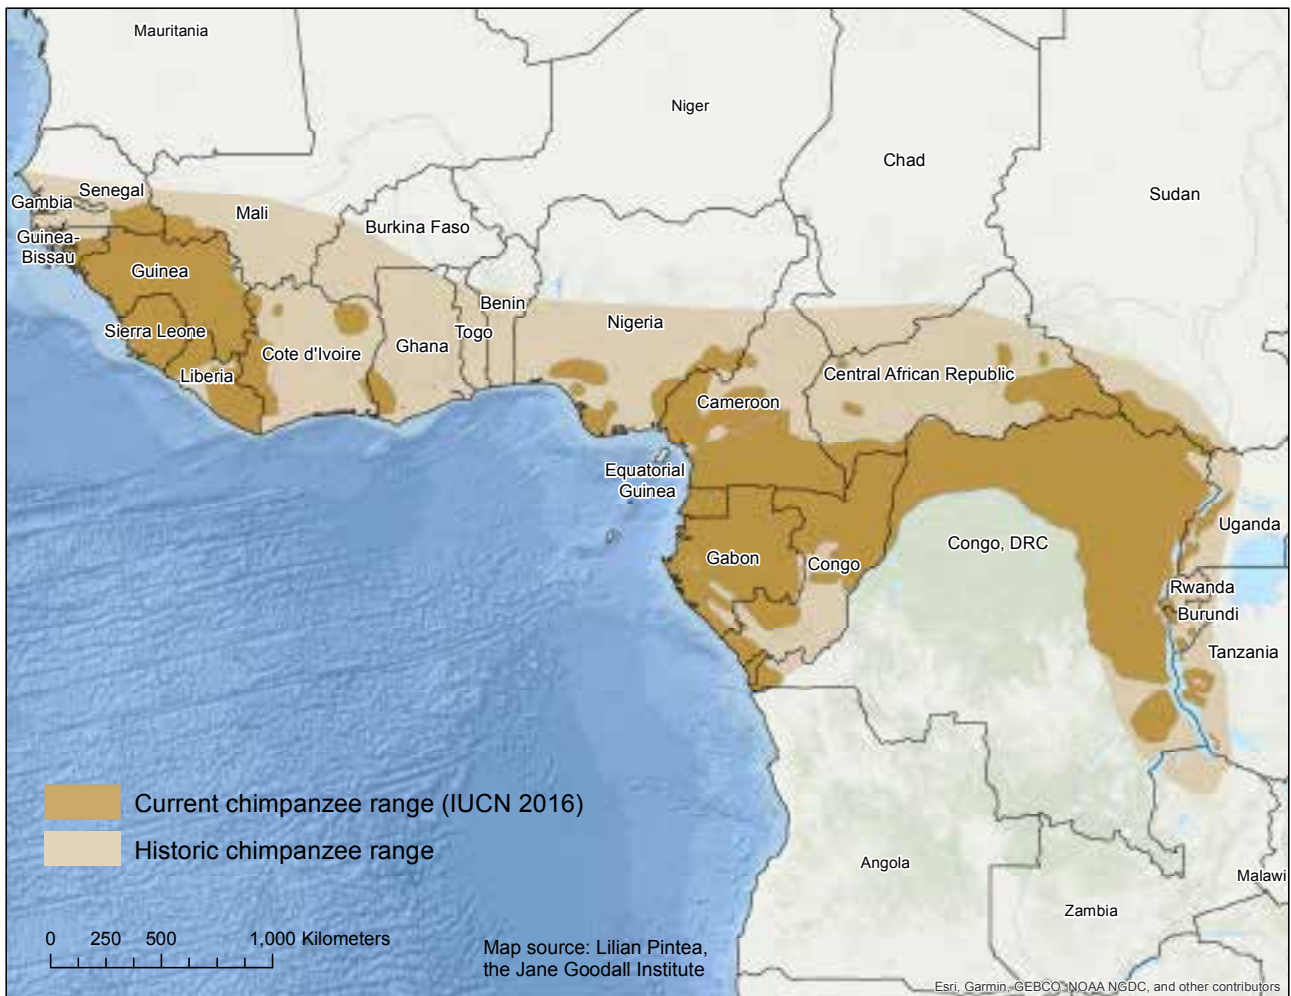 Mauritania
Niger
Chad
Sudan
Senegal
Gambia
Mali
Burkina Faso
Guinea-
Bissau
Guinea
Benin
Nigeria
Sierra Leone
Togo
Ghana
Cote d'Ivoire
Liberia
Central African Republic
Cameroon
Equatorial
Guinea
Uganda
Congo, DRC
Gabon
Congo
Rwanda
Burundi
Tanzania
Current chimpanzee range (IUCN 2016)
Historic chimpanzee range
Angola
Malawi
Zambia
0 250 500 1,000 Kilometers
Map source: Lilian Pintea,
the Jane Goodall Institute
Esri, Garmin, GEBCO, NOAA NGDC, and other contributors